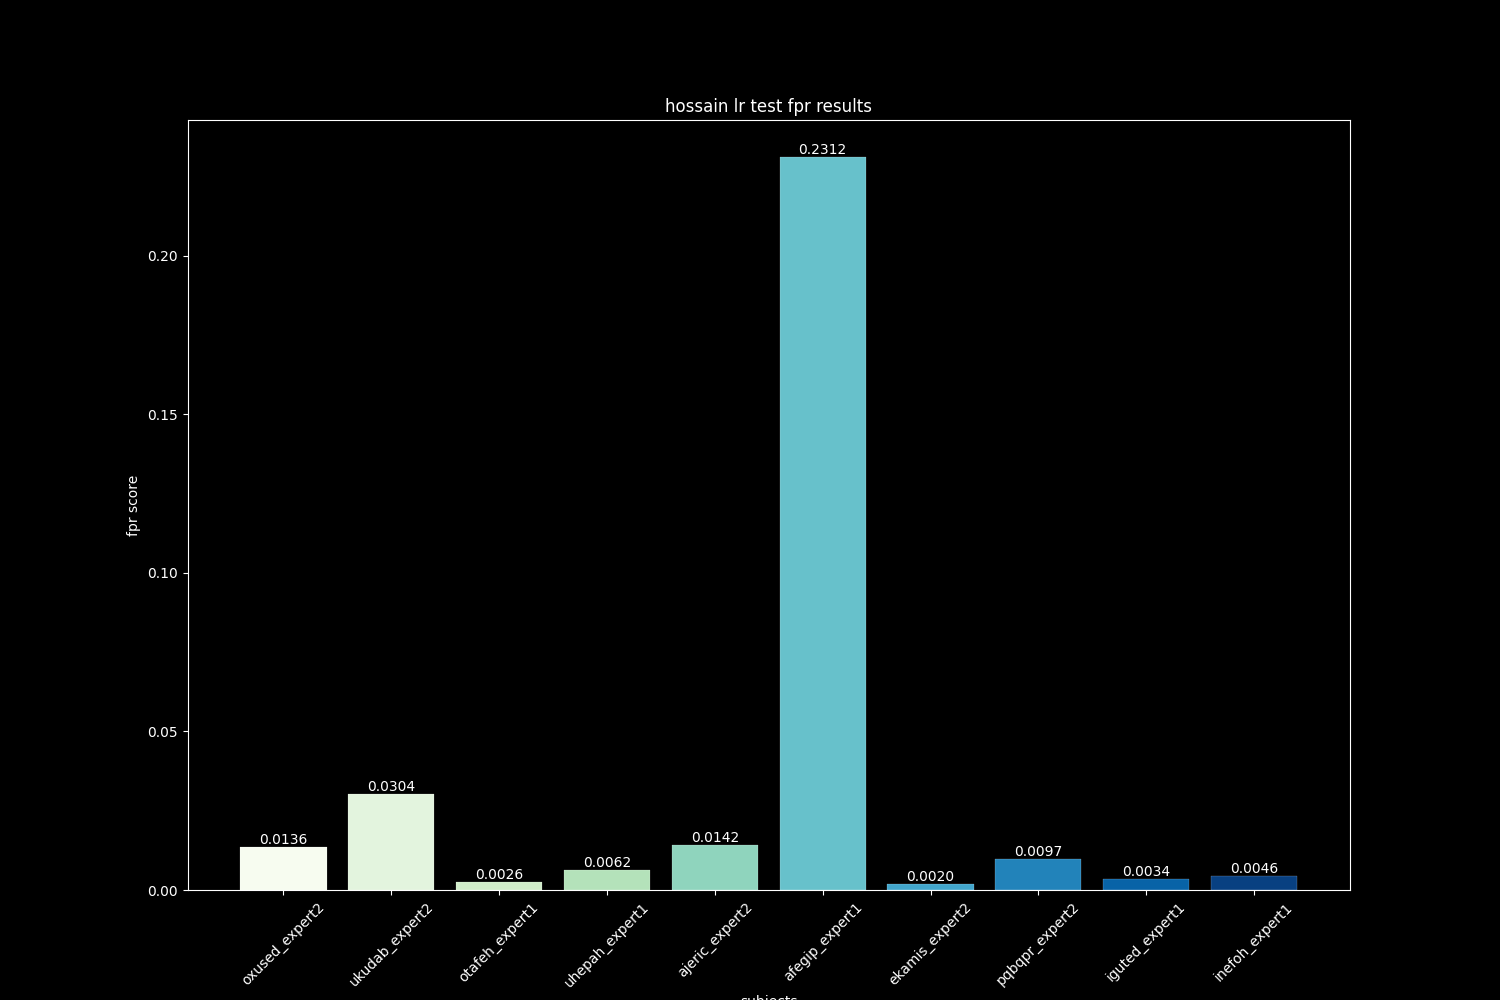 hossain lr test fpr results
0.2312
0.20
0.15
fpr score
0.10
0.05
0.0304
0.0136
0.0142
0.0026
0.0062
0.0020
0.0097
0.0034
0.0046
0.00
oxused_expert2
ukudab_expert2
otafeh_expert1
uhepah_expert1
ajeric_expert2
afegip_expert1
ekamis_expert2
pqbqpr_expert2
iguted_expert1
inefoh_expert1
subjects